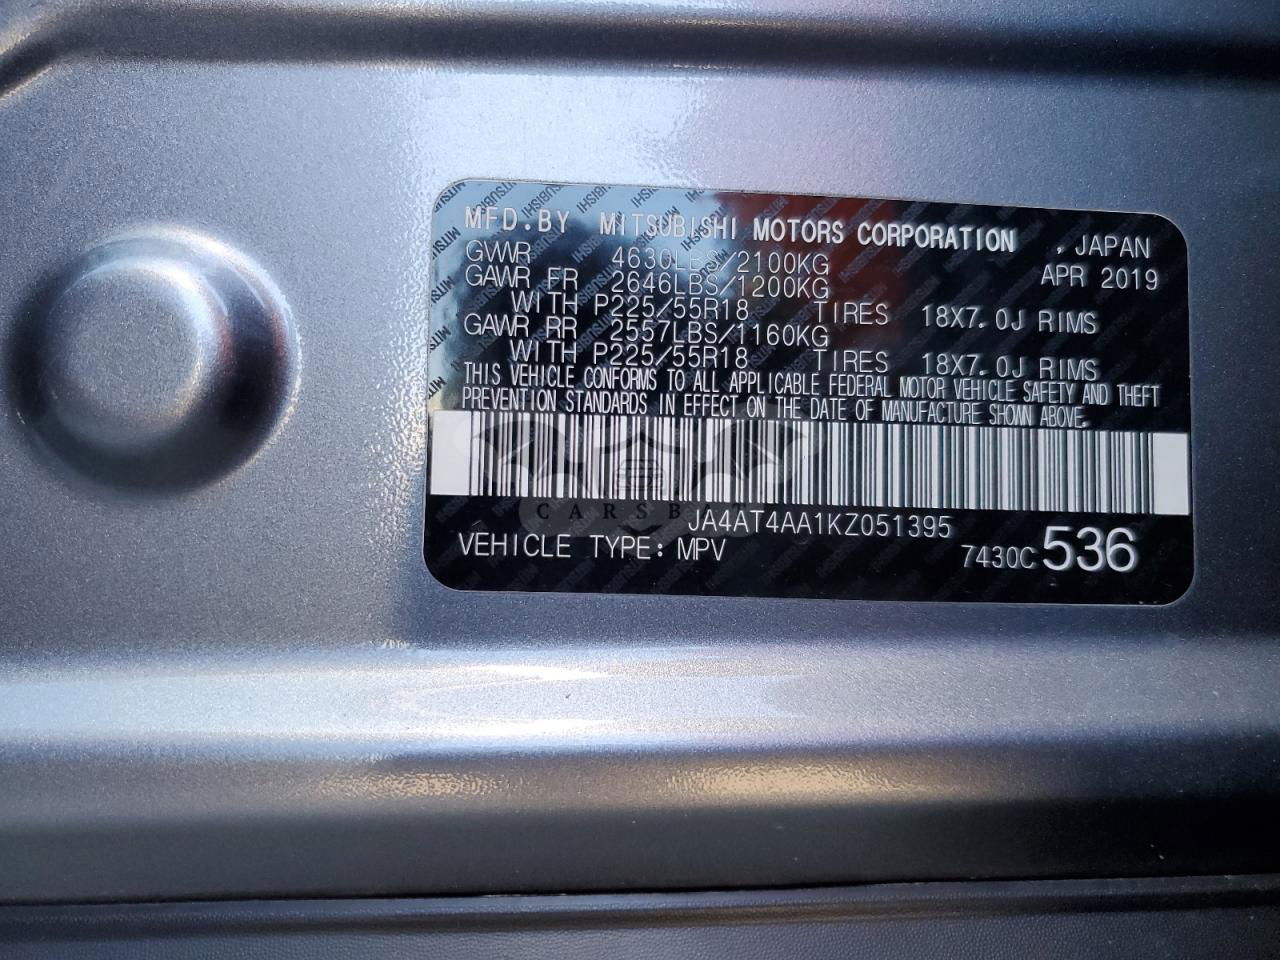 MFD.BY MITSUBISHI MOTORS CORPORATION , JAPAN
GVWR 4630LBS/2100KG APR 2019
GAWR FR 2646LBS/1200KG
WITH P225/55R18 TIRES 18X7.0J RIMS
GAWR RR 2557LBS/1160KG
WITH P225/55R18 TIRES 18X7.0J RIMS
THIS VEHICLE CONFORMS TO ALL APPLICABLE FEDERAL MOTOR VEHICLE SAFETY AND THEFT
PREVENTION STANDARDS IN EFFECT ON THE DATE OF MANUFACTURE SHOWN ABOVE.
JA4AT4AA1KZ051395
VEHICLE TYPE: MPV 7430C 536